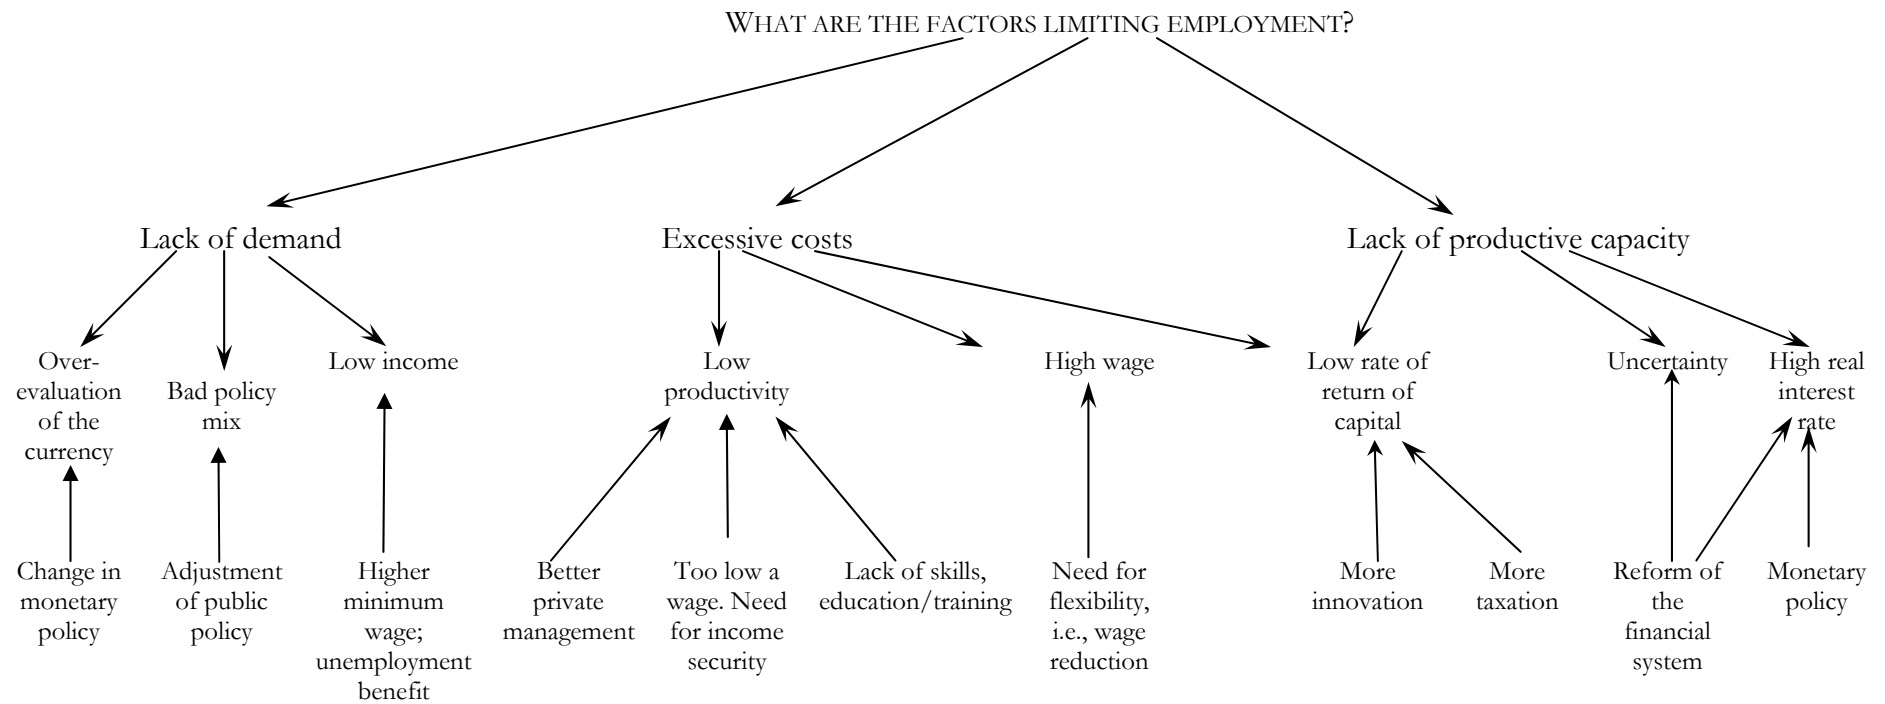 WHAT ARE THE FACTORS LIMITING EMPLOYMENT?
Lack of demand
Excessive costs
Lack of productive capacity
Over-
evaluation
of the
currency
Bad policy
mix
Low income
Low
productivity
High wage
Low rate of
return of
capital
Uncertainty
High real
interest
rate
Change in
monetary
policy
Adjustment
of public
policy
Higher
minimum
wage;
unemployment
benefit
Better
private
management
Too low a
wage. Need
for income
security
Lack of skills,
education/training
Need for
flexibility,
i.e., wage
reduction
More
innovation
More
taxation
Reform of
the
financial
system
Monetary
policy